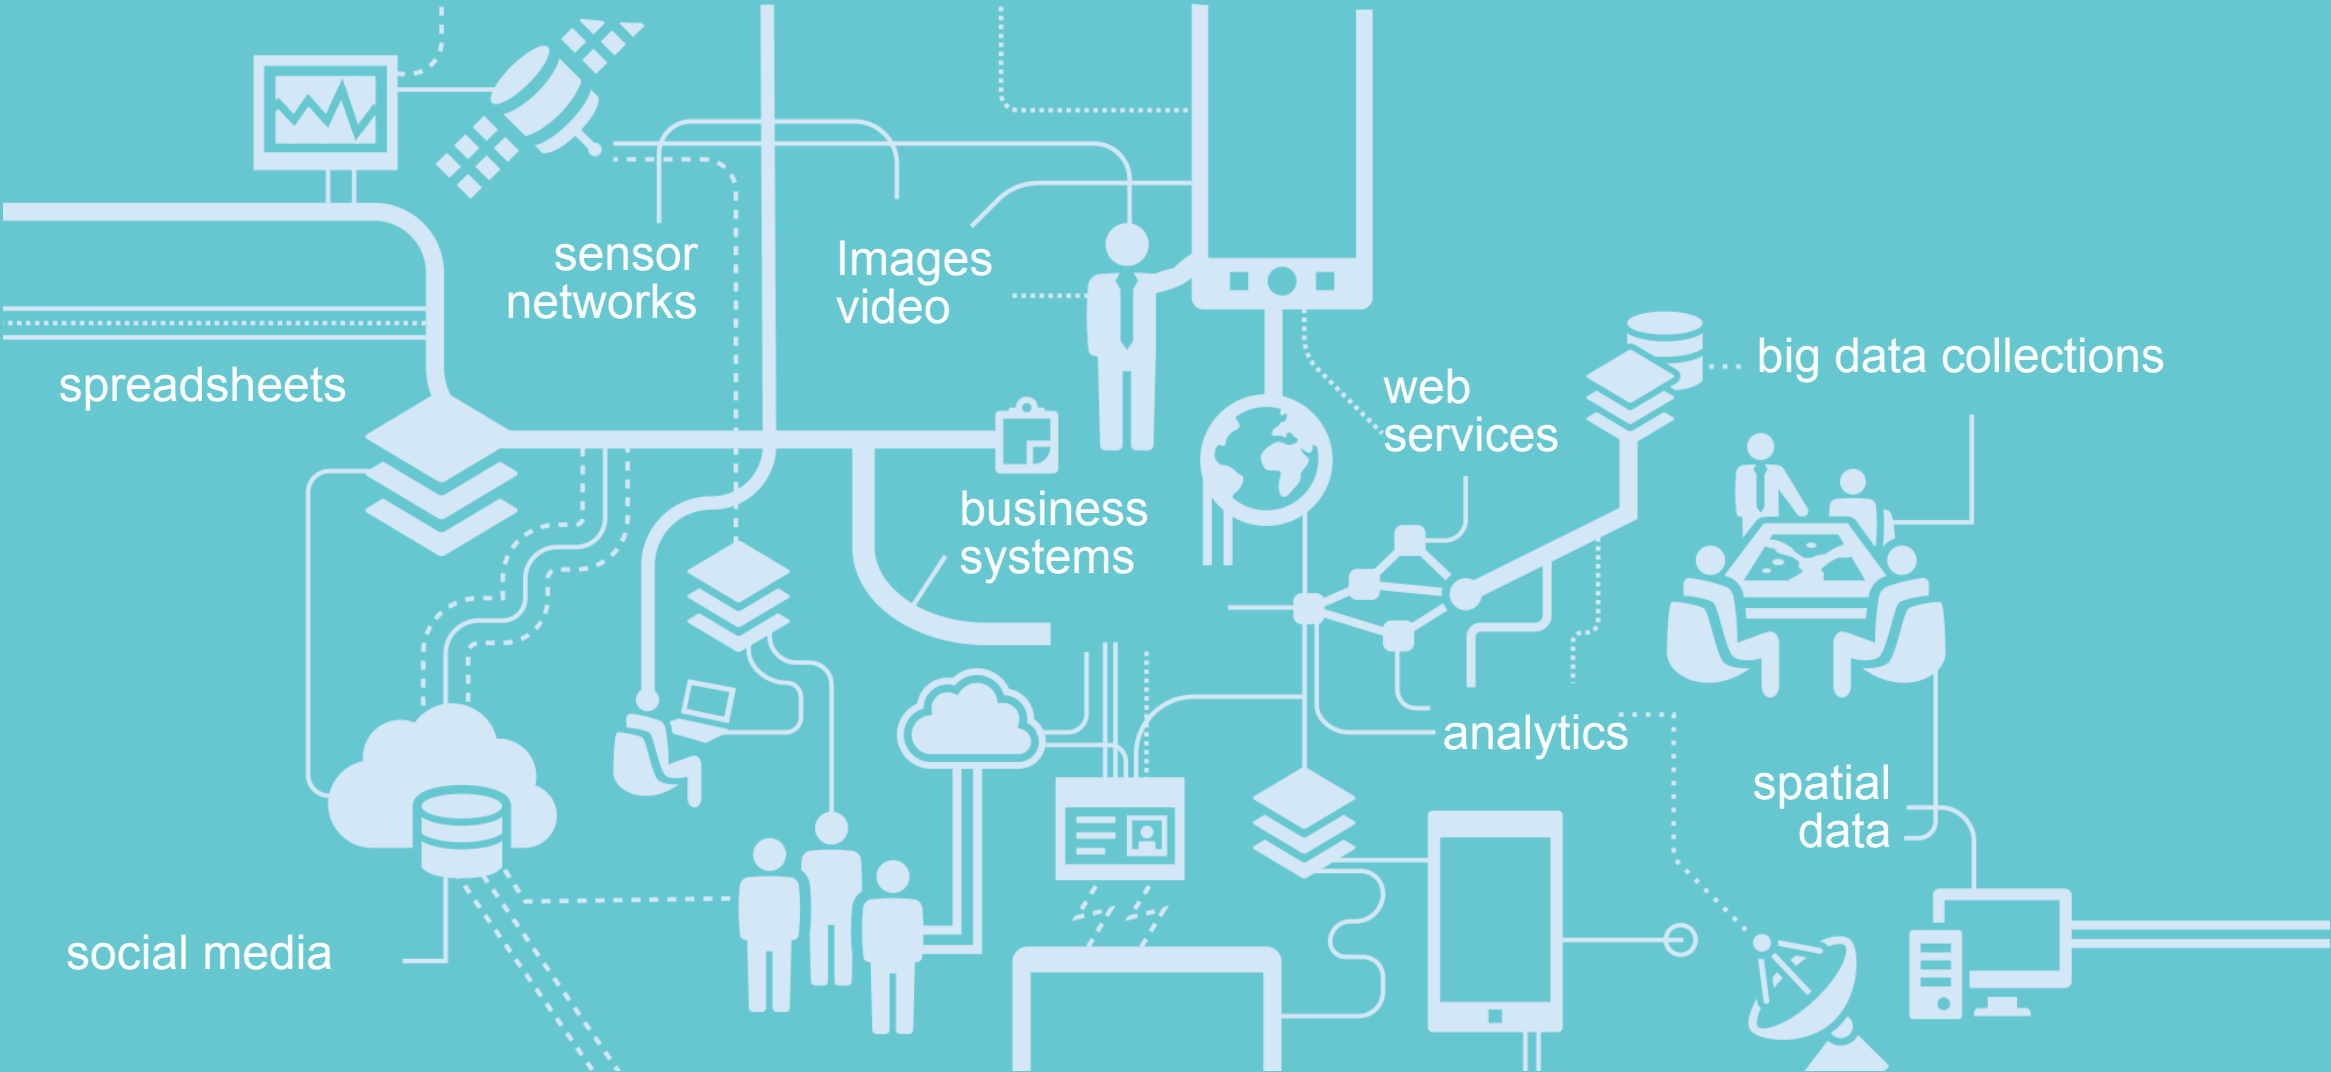 sensor
networks
Images
video
spreadsheets
big data collections
web
services
business
systems
analytics
spatial
data
social media